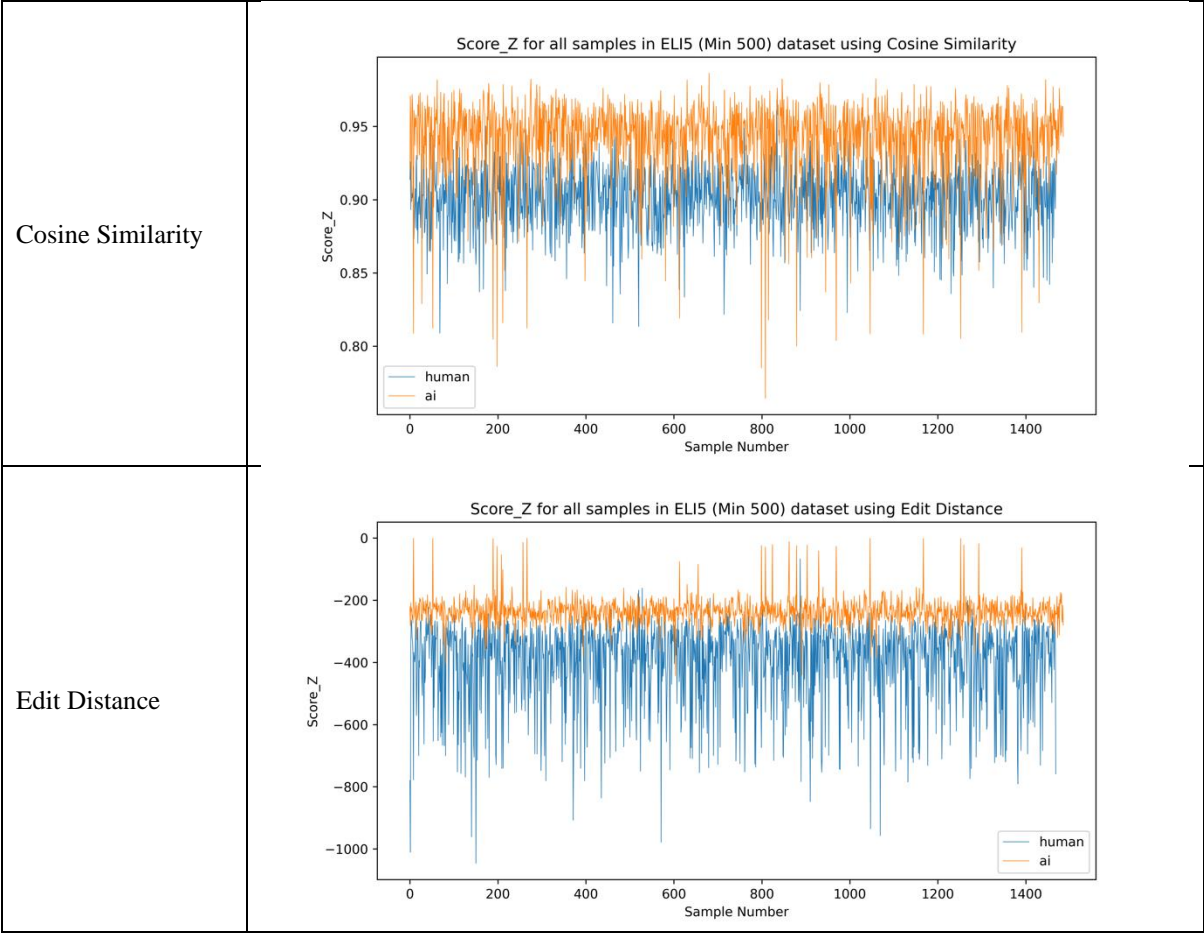 Cosine Similarity
Score_Z for all samples in ELI5 (Min 500) dataset using Cosine Similarity
Score_Z
0.95
0.90
0.85
0.80
human
ai
0 200 400 600 800 1000 1200 1400
Sample Number
Edit Distance
Score_Z for all samples in ELI5 (Min 500) dataset using Edit Distance
Score_Z
0
−200
−400
−600
−800
−1000
human
ai
0 200 400 600 800 1000 1200 1400
Sample Number